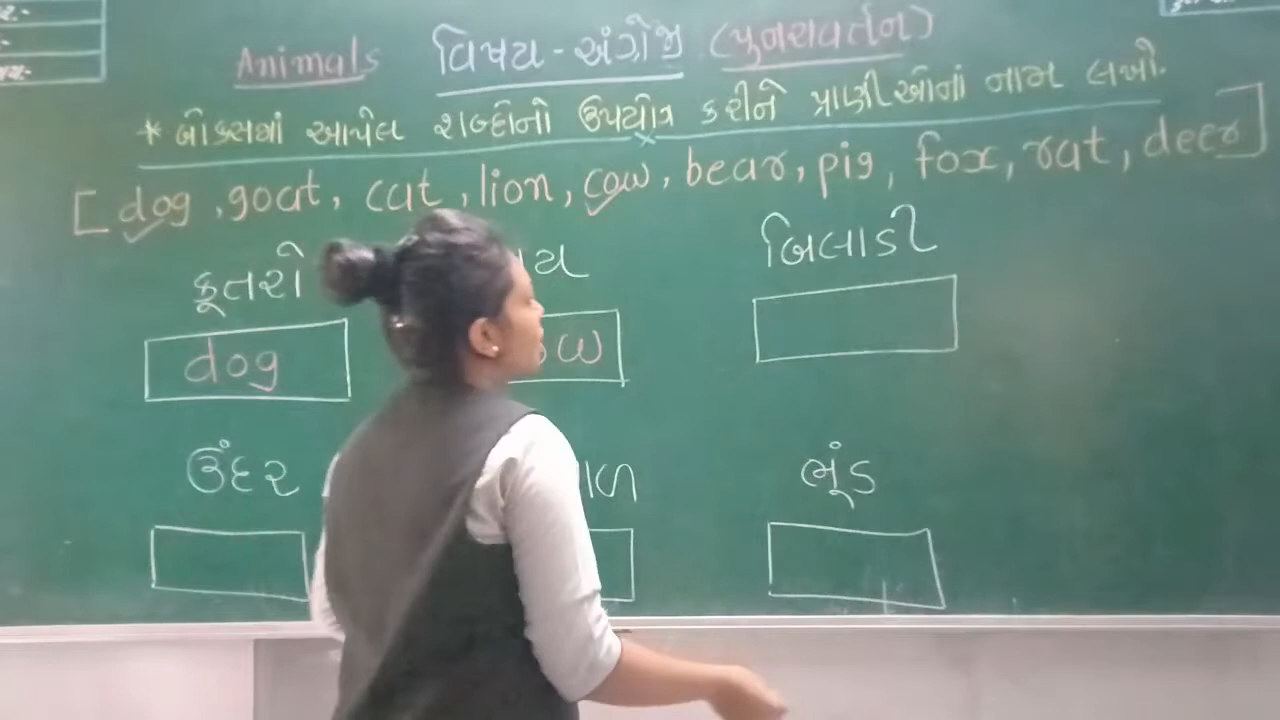 Animals વિષય-અંગ્રેજી (પુનરાવર્તન)
* બોક્સમાં આપેલ શબ્દોનો ઉપયોગ કરીને પ્રાણીઓનાં નામ લખો.
[dog, goat, cat, lion, cow, bear, pig, fox, rat, deer]
કૂતરો બિલાડી
dog
ઉંદર ભૂંડ